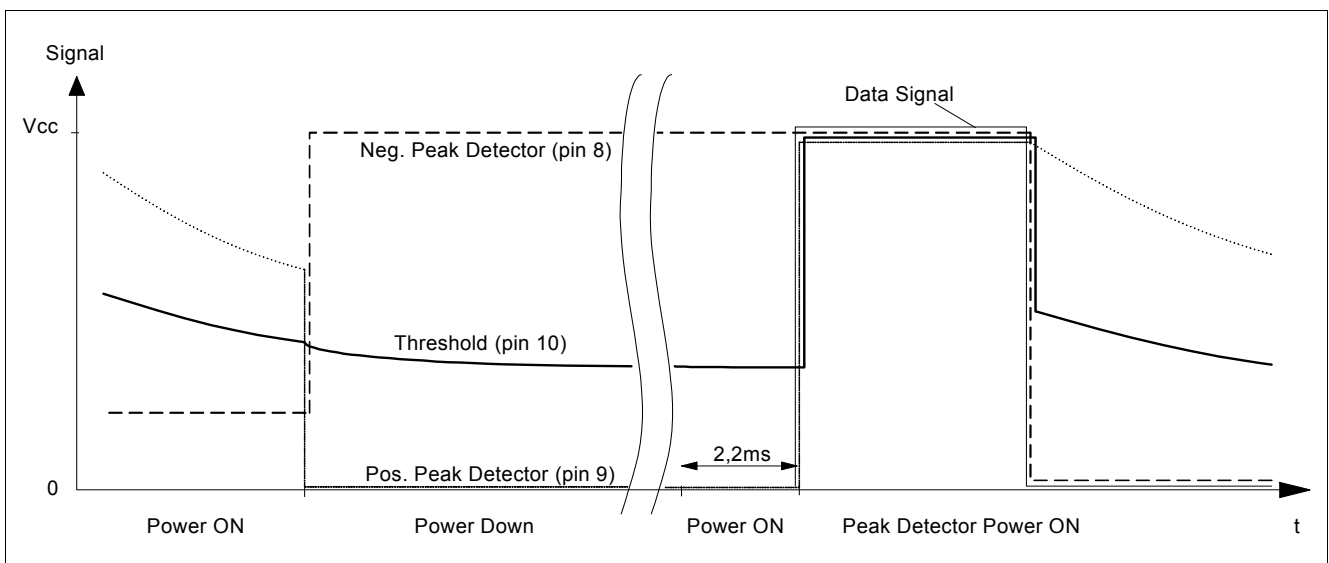 Signal
Data Signal
Vcc
Neg. Peak Detector (pin 8)
Threshold (pin 10)
2,2ms
Pos. Peak Detector (pin 9)
0
Power ON
Power Down
Power ON
Peak Detector Power ON
t